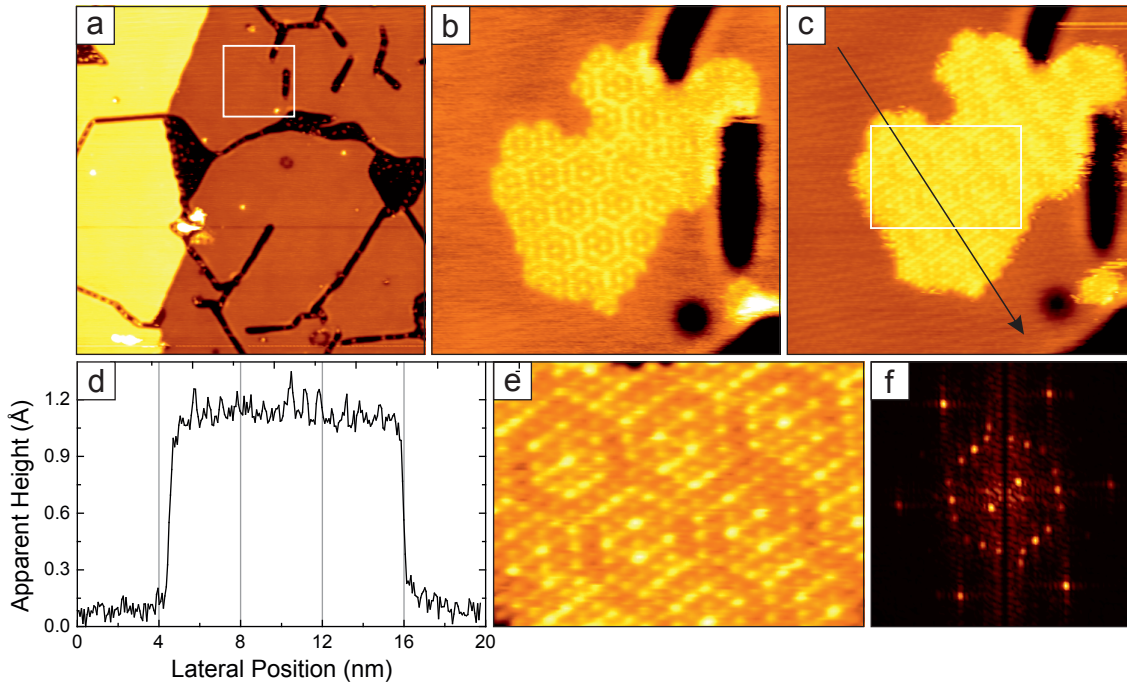 a
b
c
d
1.2
0.9
0.6
0.3
0.0
0
4
8
12
16
20
Apparent Height (Å)
Lateral Position (nm)
e
f